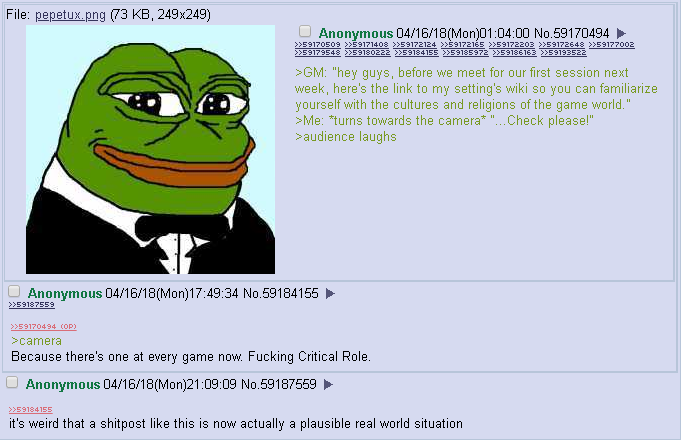 File: pepetux.png (73 KB, 249x249)
Anonymous 04/16/18(Mon)01:04:00 No.59170494 ▶
>>59170509 >>59171408 >>59172124 >>59172165 >>59172203 >>59172648 >>59177002
>>59179548 >>59180222 >>59184155 >>59185972 >>59186163 >>59193522
>GM: "hey guys, before we meet for our first session next
week, here's the link to my setting's wiki so you can familiarize
yourself with the cultures and religions of the game world."
>Me: *turns towards the camera* "...Check please!"
>audience laughs
Anonymous 04/16/18(Mon)17:49:34 No.59184155 ▶
>>59187559
>>59170494 (OP)
>camera
Because there's one at every game now. Fucking Critical Role.
Anonymous 04/16/18(Mon)21:09:09 No.59187559 ▶
>>59184155
it's weird that a shitpost like this is now actually a plausible real world situation